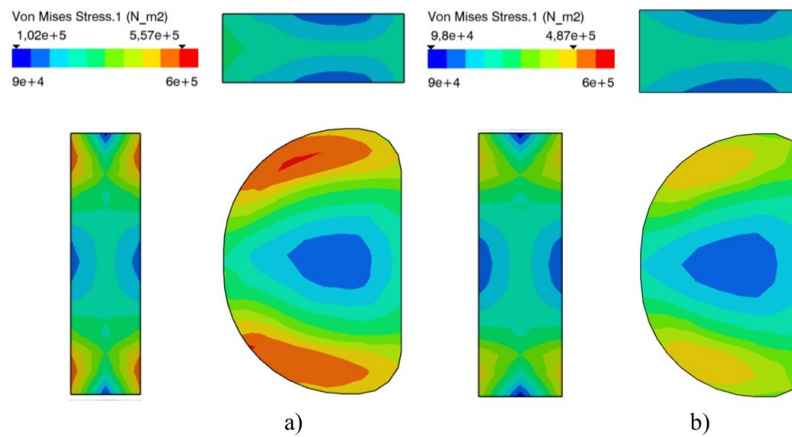 Von Mises Stress.1 (N_m2)
1,02e+5 5,57e+5
9e+4 6e+5
Von Mises Stress.1 (N_m2)
9,8e+4 4,87e+5
9e+4 6e+5
a) b)